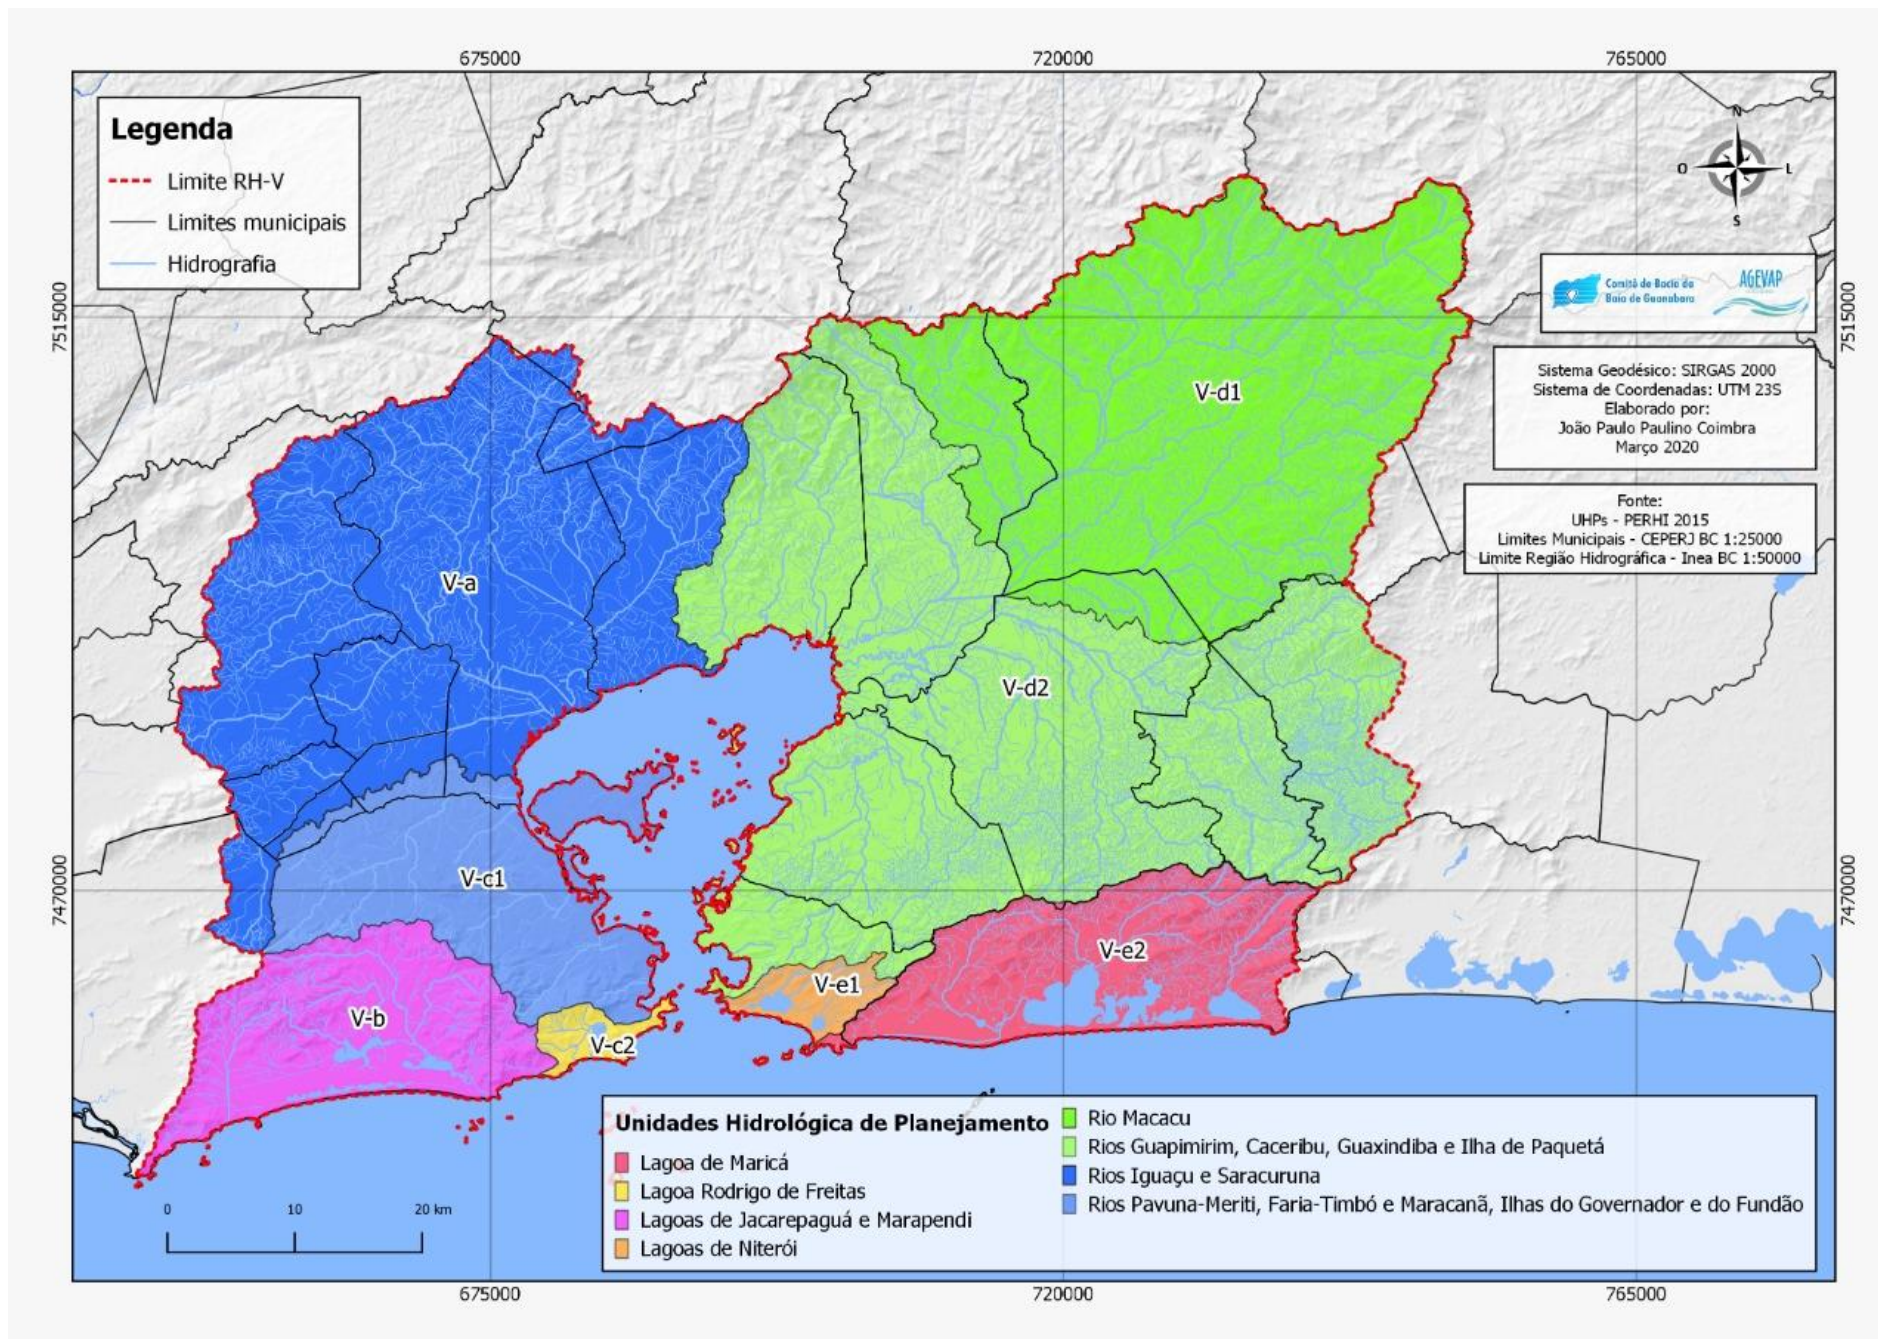 675000
720000
765000
Legenda
Limite RH-V
Limites municipais
Hidrografia
N
O
L
S
7515000
7515000
Comitê de Bacia da
Baía de Guanabara
AGEVAP
Sistema Geodésico: SIRGAS 2000
Sistema de Coordenadas: UTM 23S
Elaborado por:
João Paulo Paulino Coimbra
Março 2020
Fonte:
UHPs - PERHI 2015
Limites Municipais - CEPERJ BC 1:25000
Limite Região Hidrográfica - Inea BC 1:50000
V-d1
V-a
V-d2
V-c1
7470000
7470000
V-e2
V-e1
V-b
V-c2
Unidades Hidrológica de Planejamento
Lagoa de Maricá
Lagoa Rodrigo de Freitas
Lagoas de Jacarepaguá e Marapendi
Lagoas de Niterói
Rio Macacu
Rios Guapimirim, Caceribu, Guaxindiba e Ilha de Paquetá
Rios Iguaçu e Saracuruna
Rios Pavuna-Meriti, Faria-Timbó e Maracanã, Ilhas do Governador e do Fundão
0 10 20 km
675000
720000
765000